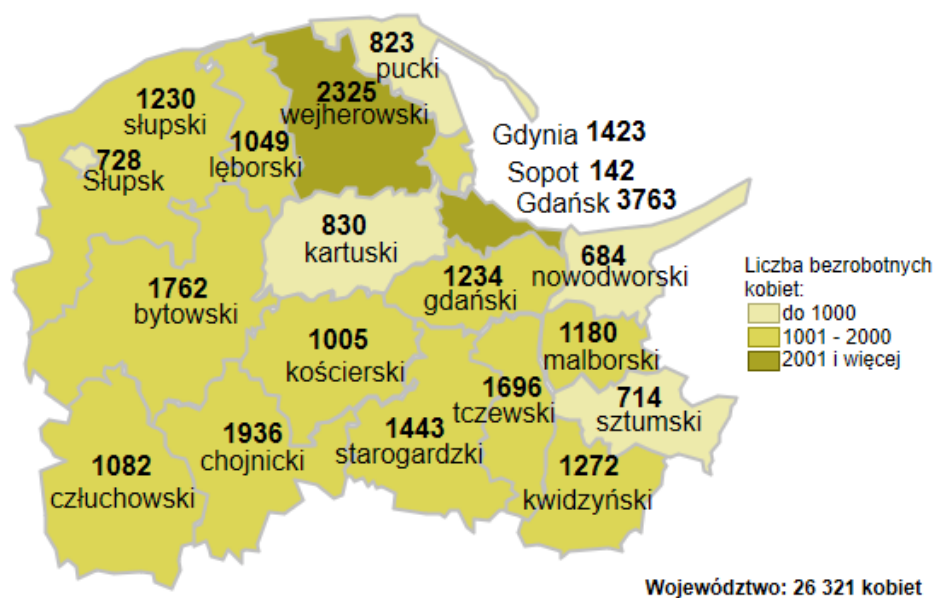 823
pucki
1230
słupski
2325
wejherowski
Gdynia 1423
1049
lęborski
728
Słupsk
Sopot 142
Gdańsk 3763
830
kartuski
684
nowodworski
1234
gdański
Liczba bezrobotnych
kobiet:
do 1000
1001 - 2000
2001 i więcej
1762
bytowski
1005
kościerski
1180
malborski
1696
tczewski
714
sztumski
1936
chojnicki
1443
starogardzki
1082
człuchowski
1272
kwidzyński
Województwo: 26 321 kobiet